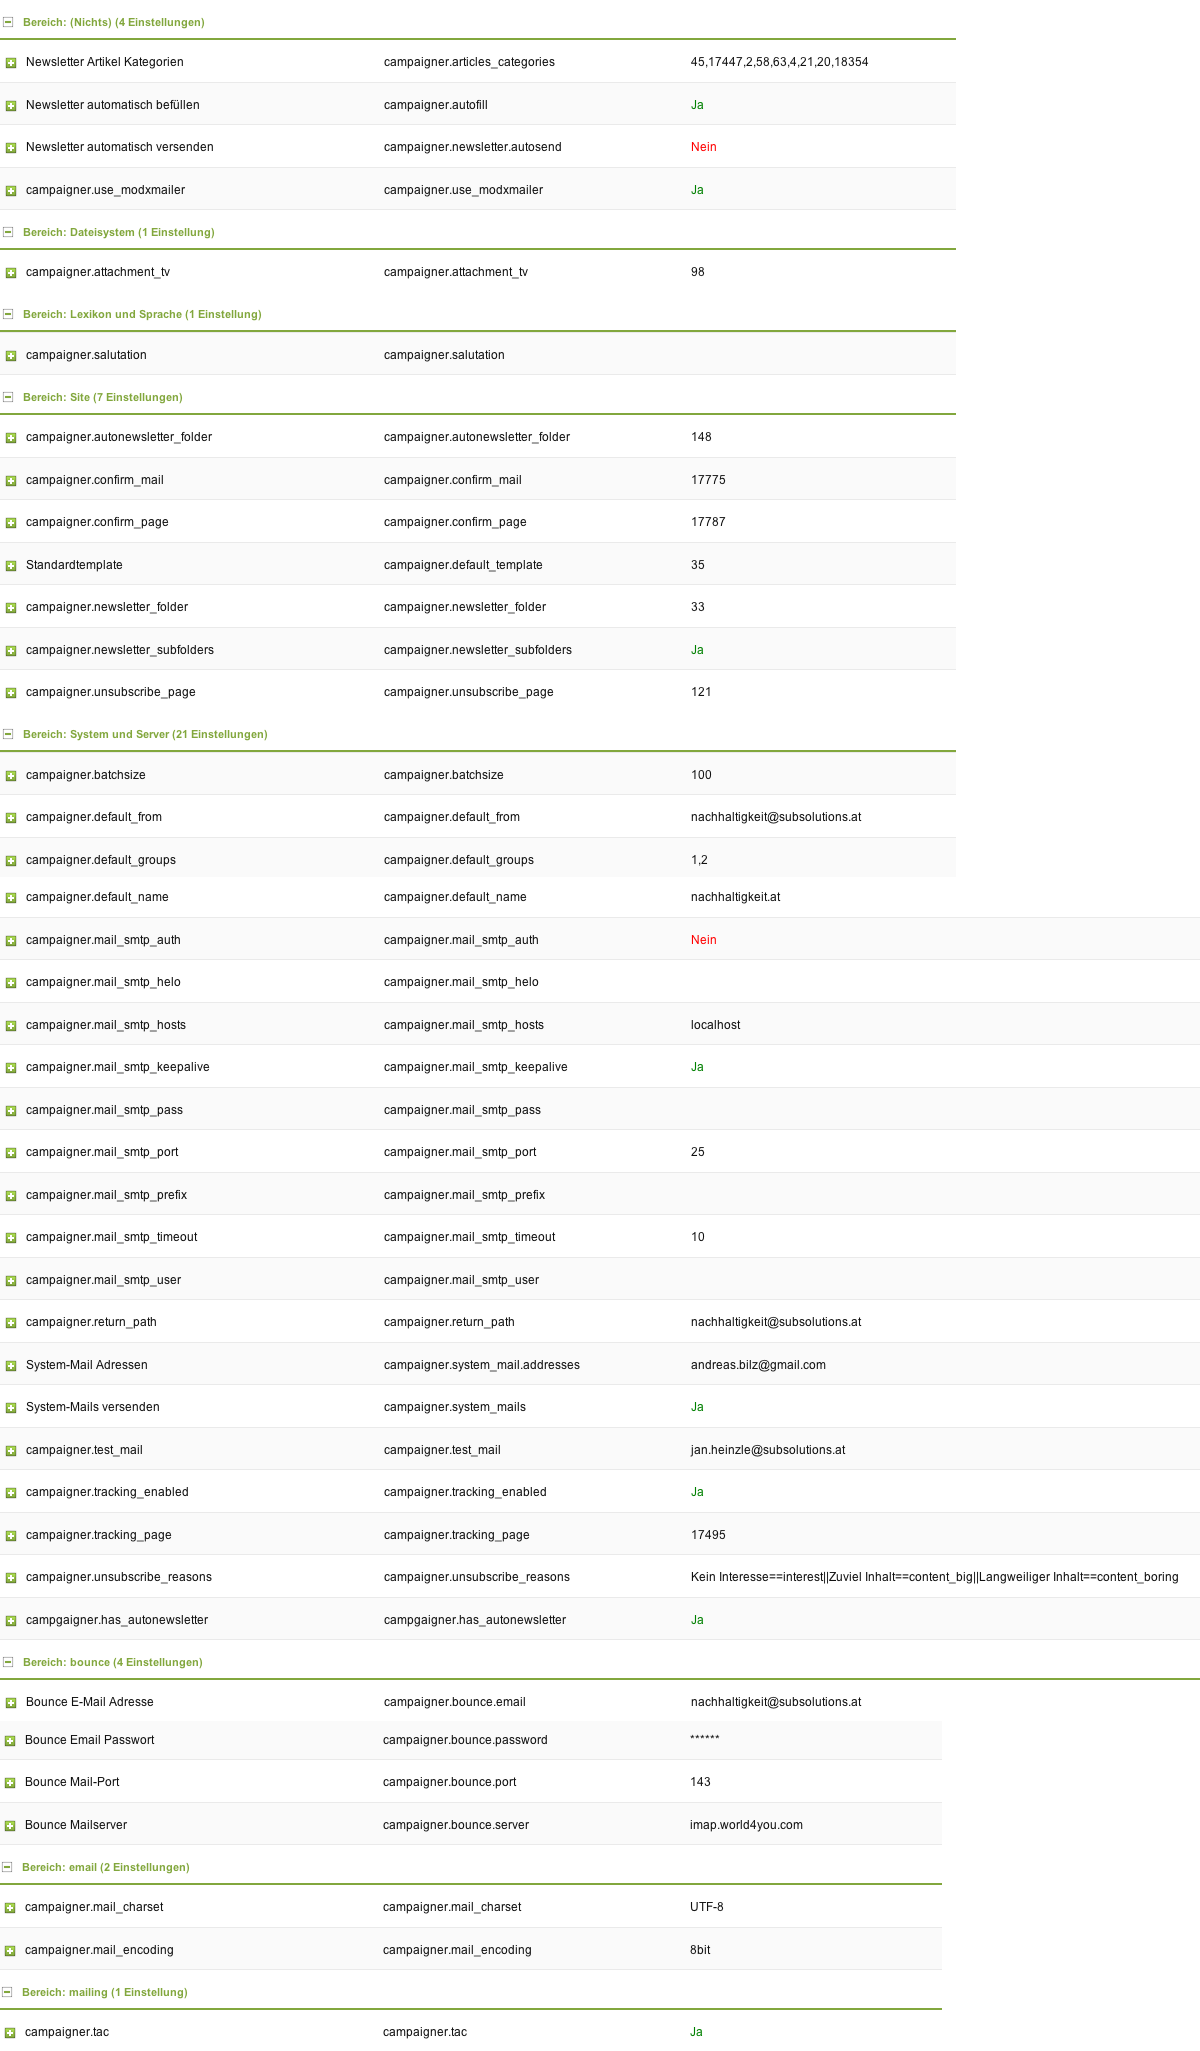 Bereich: (Nichts) (4 Einstellungen)
Newsletter Artikel Kategorien campaigner.articles_categories 45,17447,2,58,63,4,21,20,18354
Newsletter automatisch befüllen campaigner.autofill Ja
Newsletter automatisch versenden campaigner.newsletter.autosend Nein
campaigner.use_modxmailer campaigner.use_modxmailer Ja
Bereich: Dateisystem (1 Einstellung)
campaigner.attachment_tv campaigner.attachment_tv 98
Bereich: Lexikon und Sprache (1 Einstellung)
campaigner.salutation campaigner.salutation
Bereich: Site (7 Einstellungen)
campaigner.autonewsletter_folder campaigner.autonewsletter_folder 148
campaigner.confirm_mail campaigner.confirm_mail 17775
campaigner.confirm_page campaigner.confirm_page 17787
Standardtemplate campaigner.default_template 35
campaigner.newsletter_folder campaigner.newsletter_folder 33
campaigner.newsletter_subfolders campaigner.newsletter_subfolders Ja
campaigner.unsubscribe_page campaigner.unsubscribe_page 121
Bereich: System und Server (21 Einstellungen)
campaigner.batchsize campaigner.batchsize 100
campaigner.default_from campaigner.default_from nachhaltigkeit@subsolutions.at
campaigner.default_groups campaigner.default_groups 1,2
campaigner.default_name campaigner.default_name nachhaltigkeit.at
campaigner.mail_smtp_auth campaigner.mail_smtp_auth Nein
campaigner.mail_smtp_helo campaigner.mail_smtp_helo
campaigner.mail_smtp_hosts campaigner.mail_smtp_hosts localhost
campaigner.mail_smtp_keepalive campaigner.mail_smtp_keepalive Ja
campaigner.mail_smtp_pass campaigner.mail_smtp_pass
campaigner.mail_smtp_port campaigner.mail_smtp_port 25
campaigner.mail_smtp_prefix campaigner.mail_smtp_prefix
campaigner.mail_smtp_timeout campaigner.mail_smtp_timeout 10
campaigner.mail_smtp_user campaigner.mail_smtp_user
campaigner.return_path campaigner.return_path nachhaltigkeit@subsolutions.at
System-Mail Adressen campaigner.system_mail.addresses andreas.bilz@gmail.com
System-Mails versenden campaigner.system_mails Ja
campaigner.test_mail campaigner.test_mail jan.heinzle@subsolutions.at
campaigner.tracking_enabled campaigner.tracking_enabled Ja
campaigner.tracking_page campaigner.tracking_page 17495
campaigner.unsubscribe_reasons campaigner.unsubscribe_reasons Kein Interesse==interest||Zuviel Inhalt==content_big||Langweiliger Inhalt==content_boring
campgaigner.has_autonewsletter campgaigner.has_autonewsletter Ja
Bereich: bounce (4 Einstellungen)
Bounce E-Mail Adresse campaigner.bounce.email nachhaltigkeit@subsolutions.at
Bounce Email Passwort campaigner.bounce.password ******
Bounce Mail-Port campaigner.bounce.port 143
Bounce Mailserver campaigner.bounce.server imap.world4you.com
Bereich: email (2 Einstellungen)
campaigner.mail_charset campaigner.mail_charset UTF-8
campaigner.mail_encoding campaigner.mail_encoding 8bit
Bereich: mailing (1 Einstellung)
campaigner.tac campaigner.tac Ja